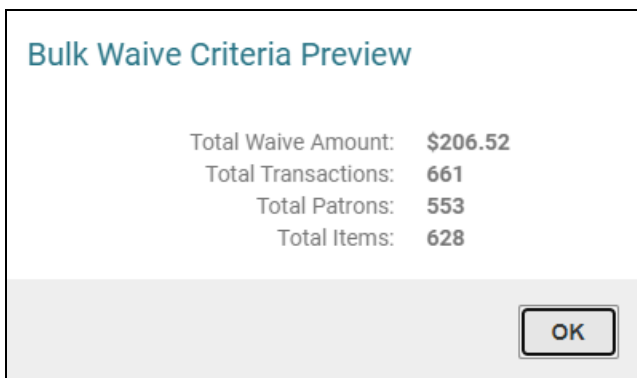 Bulk Waive Criteria Preview
Total Waive Amount: $206.52
Total Transactions: 661
Total Patrons: 553
Total Items: 628
OK